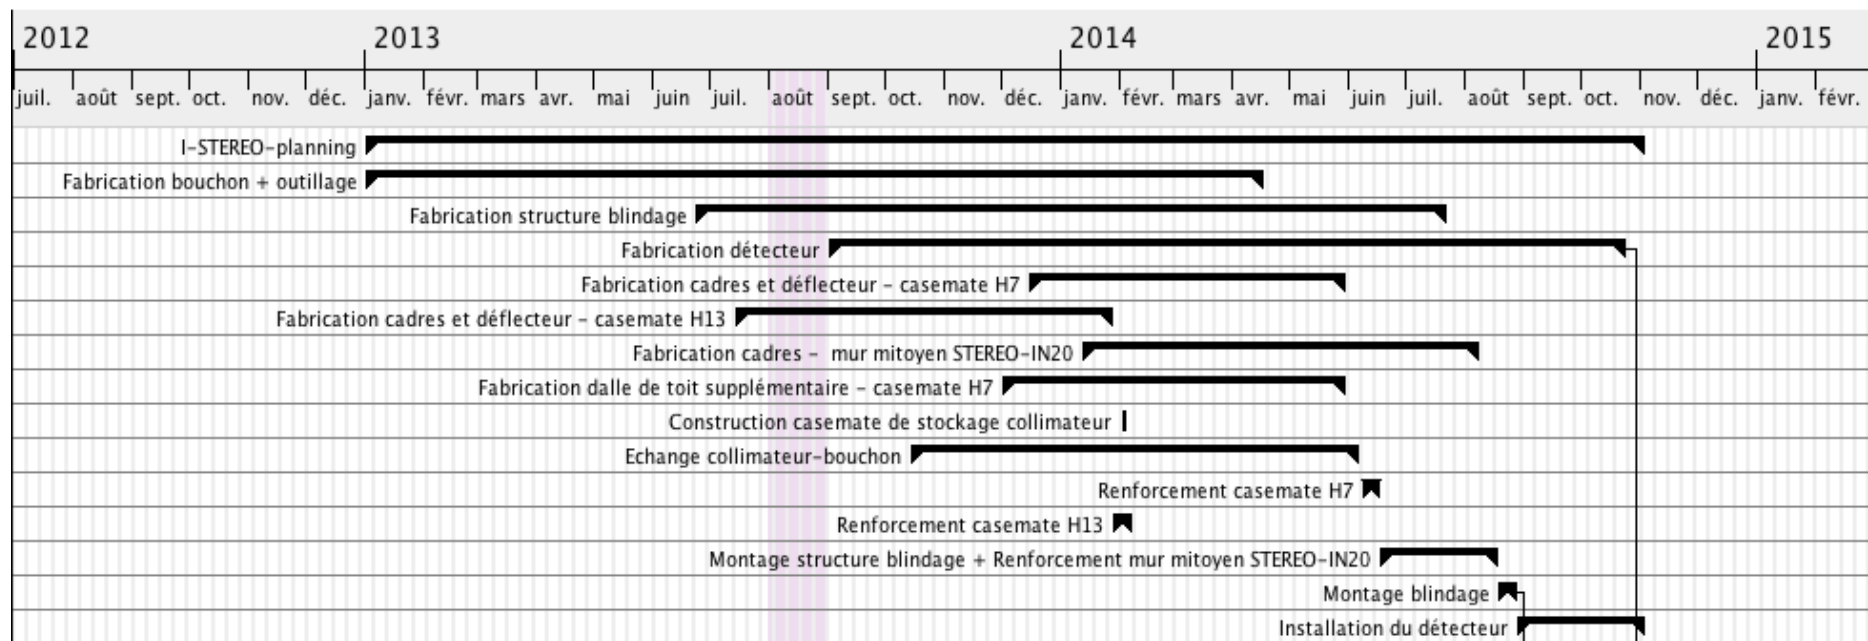 2012 2013 2014 2015
juil. août sept. oct. nov. déc. janv. févr. mars avr. mai juin juil. août sept. oct. nov. déc. janv. févr. mars avr. mai juin juil. août sept. oct. nov. déc. janv. févr.
I-STEREO-planning
Fabrication bouchon + outillage
Fabrication structure blindage
Fabrication détecteur
Fabrication cadres et déflecteur - casemate H7
Fabrication cadres et déflecteur - casemate H13
Fabrication cadres - mur mitoyen STEREO-IN20
Fabrication dalle de toit supplémentaire - casemate H7
Construction casemate de stockage collimateur
Echange collimateur-bouchon
Renforcement casemate H7
Renforcement casemate H13
Montage structure blindage + Renforcement mur mitoyen STEREO-IN20
Montage blindage
Installation du détecteur